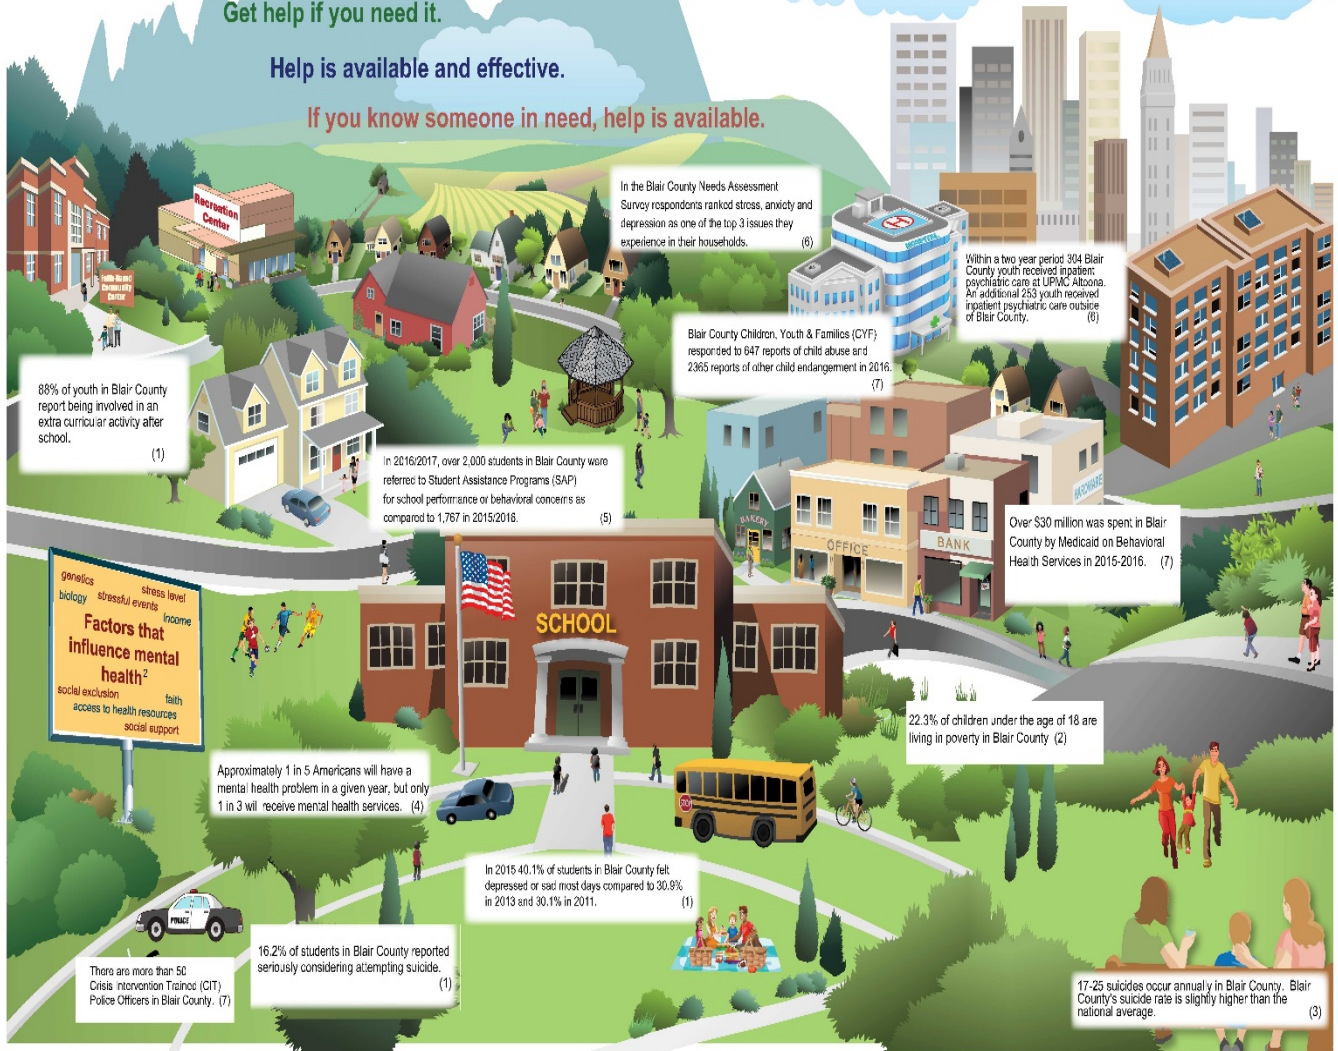 Get help if you need it.
Help is available and effective.
If you know someone in need, help is available.
Recreation
Center
Faith-Based
Community
Center
In the Blair County Needs Assessment
Survey respondents ranked stress, anxiety and
depression as one of the top 3 issues they
experience in their households. (6)
H
HOSPITAL
Within a two year period 304 Blair
County youth received inpatient
psychiatric care at UPMC Altoona.
An additional 253 youth received
inpatient psychiatric care outside
of Blair County. (6)
Blair County Children, Youth & Families (CYF)
responded to 647 reports of child abuse and
2365 reports of other child endangerment in 2016.
(7)
88% of youth in Blair County
report being involved in an
extra curricular activity after
school.
(1)
In 2016/2017, over 2,000 students in Blair County were
referred to Student Assistance Programs (SAP)
for school performance or behavioral concerns as
compared to 1,767 in 2015/2016. (5)
BAKERY
OFFICE
BANK
HARDWARE
Over $30 million was spent in Blair
County by Medicaid on Behavioral
Health Services in 2015-2016. (7)
genetics
stress level
biology
stressful events
income
Factors that
influence mental
health2
social exclusion
faith
access to health resources
social support
SCHOOL
22.3% of children under the age of 18 are
living in poverty in Blair County (2)
Approximately 1 in 5 Americans will have a
mental health problem in a given year, but only
1 in 3 will receive mental health services. (4)
STOP
In 2015 40.1% of students in Blair County felt
depressed or sad most days compared to 30.9%
in 2013 and 30.1% in 2011. (1)
POLICE
16.2% of students in Blair County reported
seriously considering attempting suicide.
(1)
There are more than 50
Crisis Intervention Trained (CIT)
Police Officers in Blair County. (7)
17-25 suicides occur annually in Blair County. Blair
County's suicide rate is slightly higher than the
national average. (3)